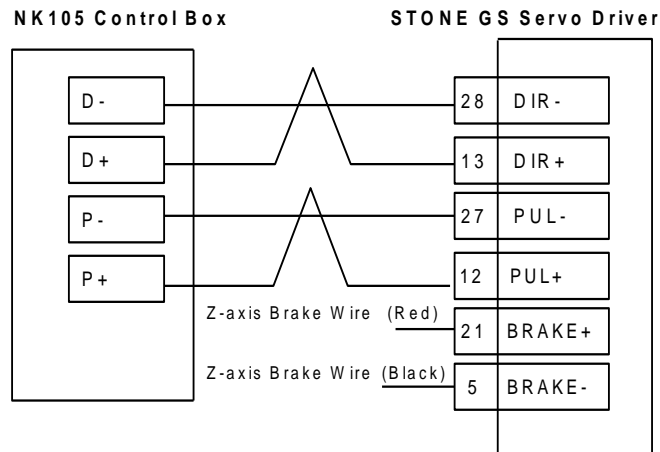 NK105 Control Box STONE GS Servo Driver
D- 28 DIR-
D+ 13 DIR+
P- 27 PUL-
P+ 12 PUL+
Z-axis Brake Wire (Red) 21 BRAKE+
Z-axis Brake Wire (Black) 5 BRAKE-